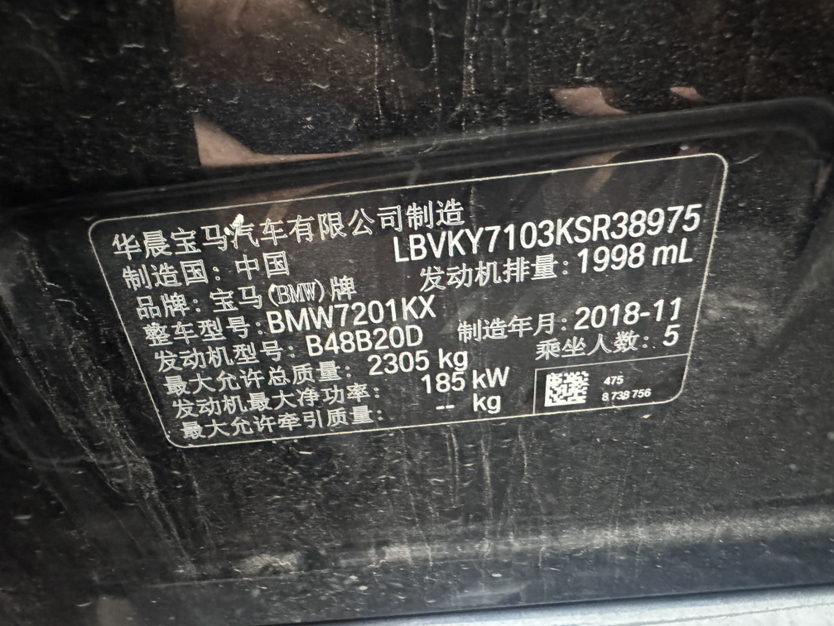 华晨宝马汽车有限公司制造
LBVKY7103KSR38975
制造国：中国
发动机排量：1998 mL
品牌：宝马(BMW)牌
整车型号：BMW7201KX
制造年月：2018-11
发动机型号：B48B20D
乘坐人数：5
最大允许总质量：2305 kg
发动机最大净功率：185 kW
最大允许牵引质量：-- kg
475
8 738 756